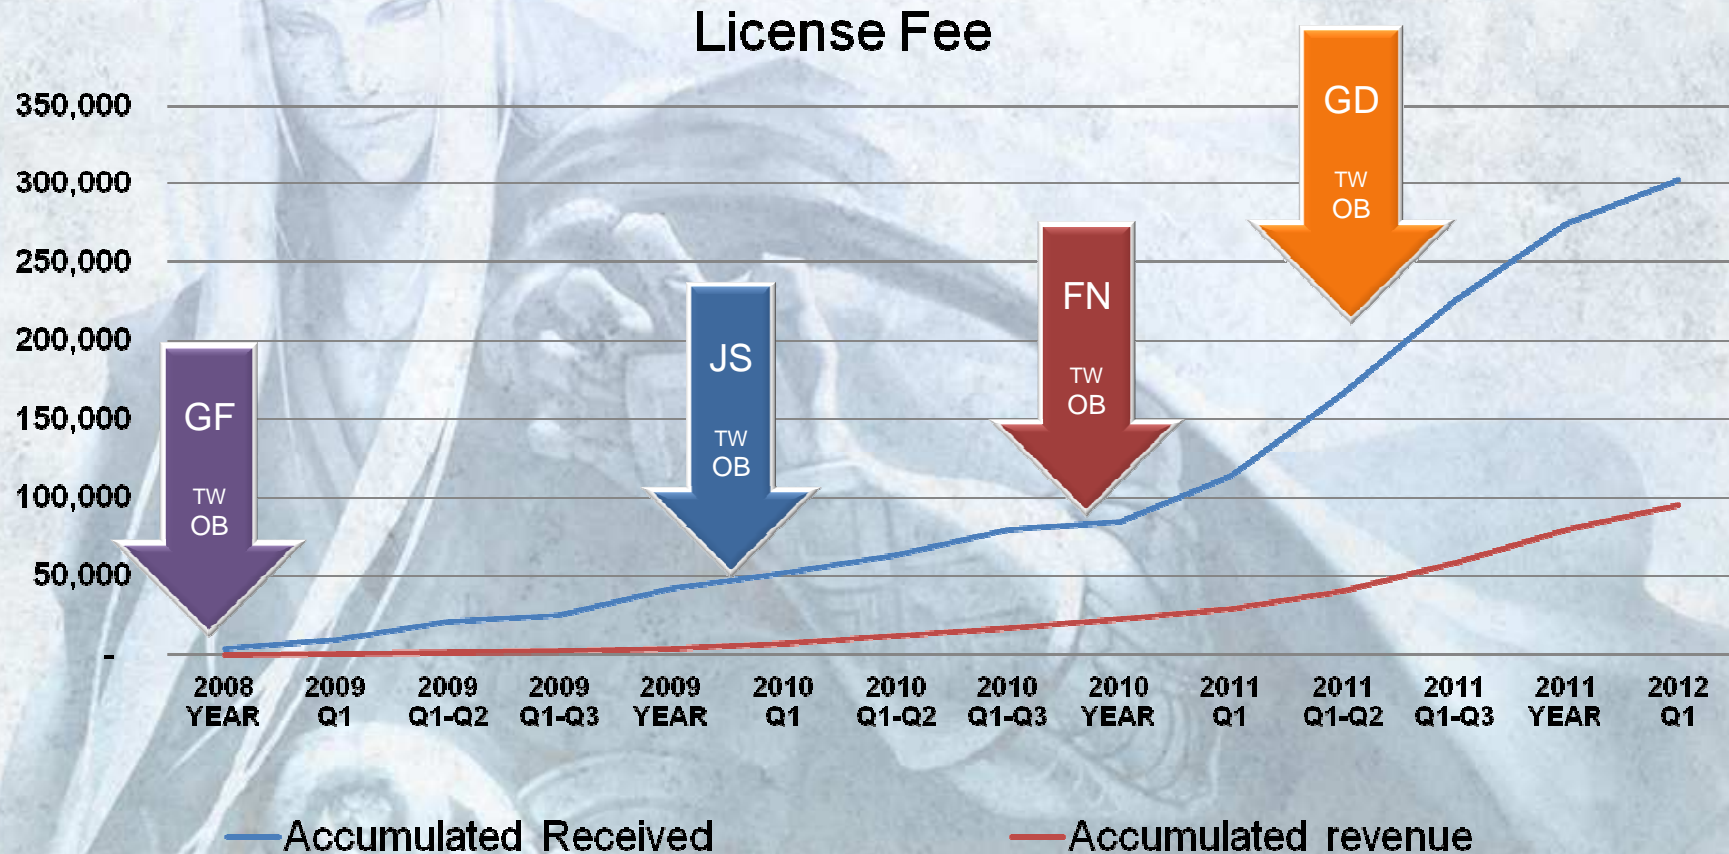 License Fee
350,000
300,000
250,000
200,000
150,000
100,000
50,000
-
GF
TW
OB
JS
TW
OB
FN
TW
OB
GD
TW
OB
2008
YEAR
2009
Q1
2009
Q1-Q2
2009
Q1-Q3
2009
YEAR
2010
Q1
2010
Q1-Q2
2010
Q1-Q3
2010
YEAR
2011
Q1
2011
Q1-Q2
2011
Q1-Q3
2011
YEAR
2012
Q1
Accumulated Received
Accumulated revenue